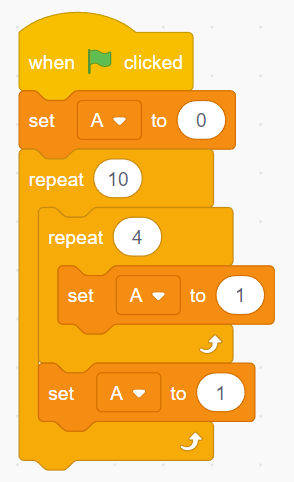 when clicked
set A to 0
repeat 10
repeat 4
set A to 1
set A to 1